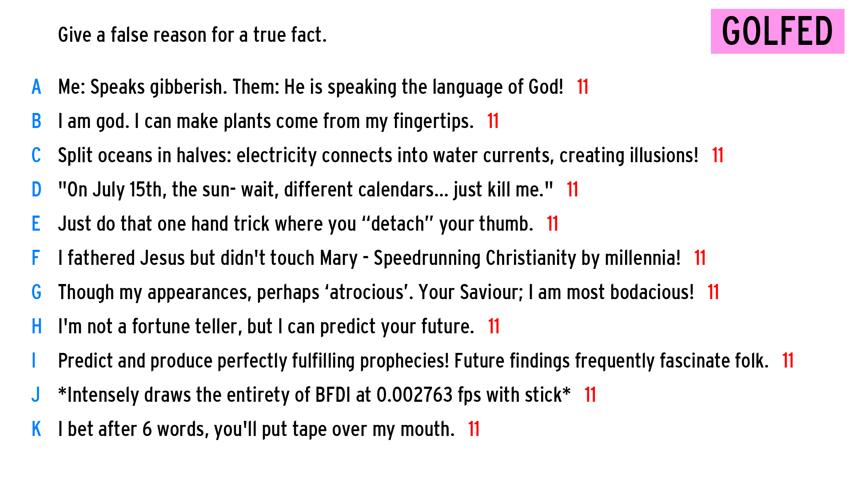 Give a false reason for a true fact.
GOLFED
A Me: Speaks gibberish. Them: He is speaking the language of God! 11
B I am god. I can make plants come from my fingertips. 11
C Split oceans in halves: electricity connects into water currents, creating illusions! 11
D "On July 15th, the sun- wait, different calendars... just kill me." 11
E Just do that one hand trick where you “detach” your thumb. 11
F I fathered Jesus but didn't touch Mary - Speedrunning Christianity by millennia! 11
G Though my appearances, perhaps ‘atrocious’. Your Saviour; I am most bodacious! 11
H I'm not a fortune teller, but I can predict your future. 11
I Predict and produce perfectly fulfilling prophecies! Future findings frequently fascinate folk. 11
J *Intensely draws the entirety of BFDI at 0.002763 fps with stick* 11
K I bet after 6 words, you'll put tape over my mouth. 11